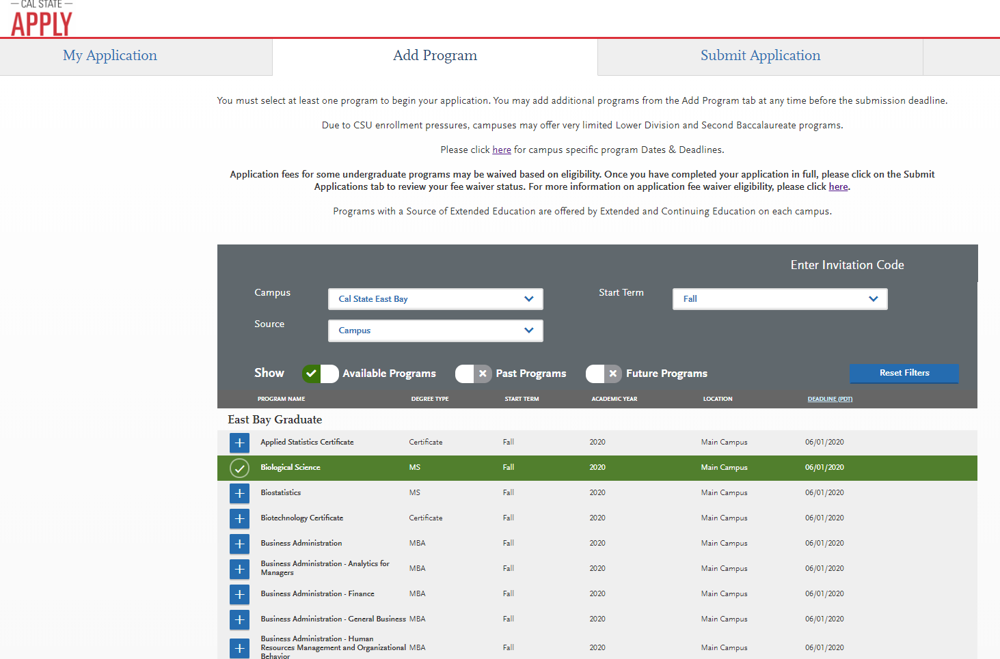 — CAL STATE —
APPLY
My Application
Add Program
Submit Application
You must select at least one program to begin your application. You may add additional programs from the Add Program tab at any time before the submission deadline.
Due to CSU enrollment pressures, campuses may offer very limited Lower Division and Second Baccalaureate programs.
Please click here for campus specific program Dates & Deadlines.
Application fees for some undergraduate programs may be waived based on eligibility. Once you have completed your application in full, please click on the Submit
Applications tab to review your fee waiver status. For more information on application fee waiver eligibility, please click here.
Programs with a Source of Extended Education are offered by Extended and Continuing Education on each campus.
Enter Invitation Code
Campus
Cal State East Bay
Start Term
Fall
Source
Campus
Show
Available Programs
Past Programs
Future Programs
Reset Filters
PROGRAM NAME DEGREE TYPE START TERM ACADEMIC YEAR LOCATION DEADLINE (PDT)
East Bay Graduate
Applied Statistics Certificate Certificate Fall 2020 Main Campus 06/01/2020
Biological Science MS Fall 2020 Main Campus 06/01/2020
Biostatistics MS Fall 2020 Main Campus 06/01/2020
Biotechnology Certificate Certificate Fall 2020 Main Campus 06/01/2020
Business Administration MBA Fall 2020 Main Campus 06/01/2020
Business Administration - Analytics for
Managers MBA Fall 2020 Main Campus 06/01/2020
Business Administration - Finance MBA Fall 2020 Main Campus 06/01/2020
Business Administration - General Business MBA Fall 2020 Main Campus 06/01/2020
Business Administration - Human
Resources Management and Organizational MBA Fall 2020 Main Campus 06/01/2020
Behavior